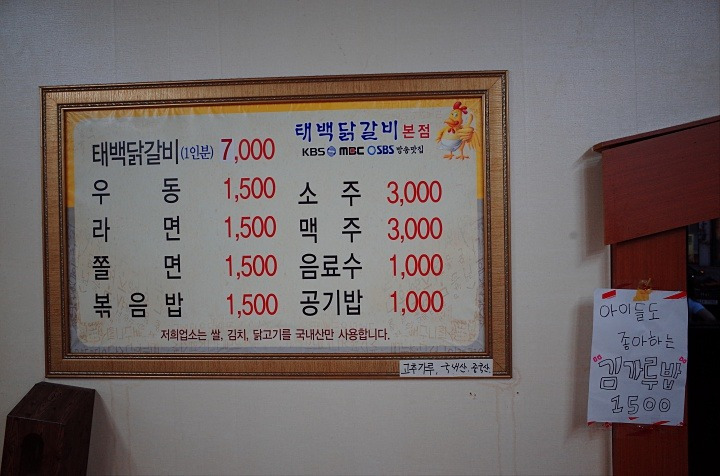 태백닭갈비(1인분) 7,000
태백닭갈비 본점
KBS MBC SBS 방송맛집
우동 1,500
소주 3,000
라면 1,500
맥주 3,000
쫄면 1,500
음료수 1,000
볶음밥 1,500
공기밥 1,000
저희업소는 쌀, 김치, 닭고기를 국내산만 사용합니다.
고추가루, 국내산, 중국산
아이들도
좋아하는
김가루밥
1500